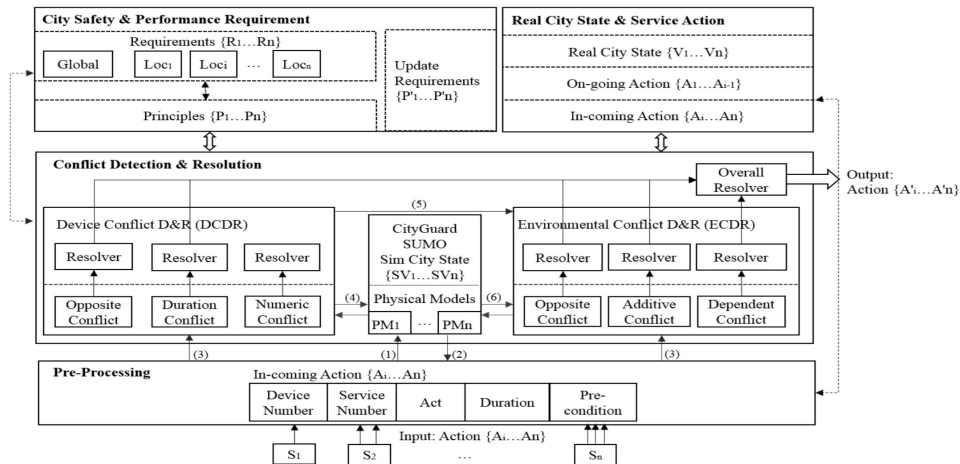 City Safety & Performance Requirement
Requirements {R1…Rn}
Global
Loc1
Loci
…
Locn
Principles {P1…Pn}
Update
Requirements
{P'1…P'n}
Real City State & Service Action
Real City State {V1…Vn}
On-going Action {A1…Ai-1}
In-coming Action {Ai…An}
Conflict Detection & Resolution
Overall
Resolver
Output:
Action {A'i…A'n}
Device Conflict D&R (DCDR)
Resolver
Resolver
Resolver
Opposite
Conflict
Duration
Conflict
Numeric
Conflict
(5)
CityGuard
SUMO
Sim City State
{SV1…SVn}
Physical Models
PM1
…
PMn
(4)
(6)
Environmental Conflict D&R (ECDR)
Resolver
Resolver
Resolver
Opposite
Conflict
Additive
Conflict
Dependent
Conflict
(3)
(1)
(2)
(3)
Pre-Processing
In-coming Action {Ai…An}
Device
Number
Service
Number
Act
Duration
Pre-
condition
Input: Action {Ai…An}
S1
S2
…
Sn